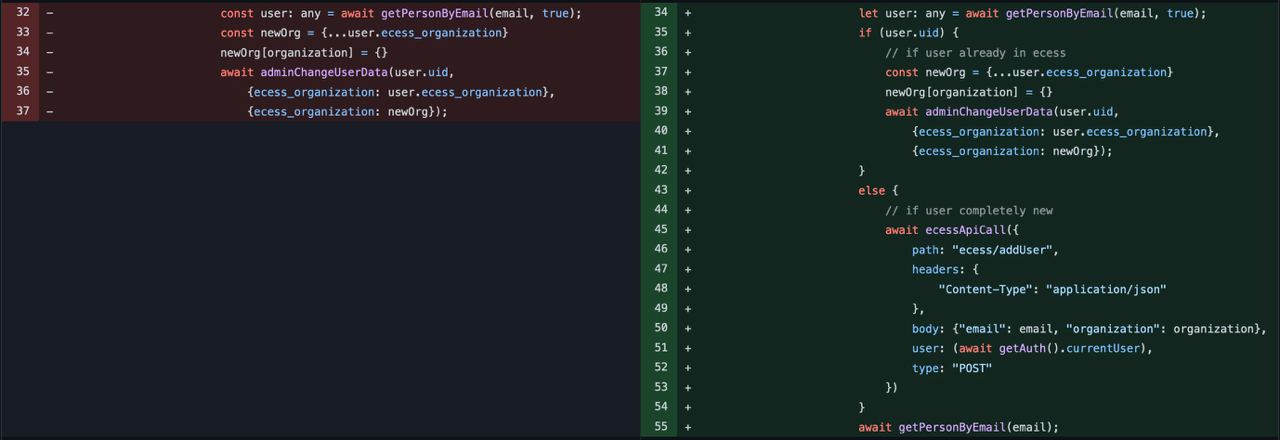 32 - const user: any = await getPersonByEmail(email, true);
33 - const newOrg = {...user.ecess_organization}
34 - newOrg[organization] = {}
35 - await adminChangeUserData(user.uid,
36 - {ecess_organization: user.ecess_organization},
37 - {ecess_organization: newOrg});
34 + let user: any = await getPersonByEmail(email, true);
35 + if (user.uid) {
36 + // if user already in ecess
37 + const newOrg = {...user.ecess_organization}
38 + newOrg[organization] = {}
39 + await adminChangeUserData(user.uid,
40 + {ecess_organization: user.ecess_organization},
41 + {ecess_organization: newOrg});
42 + }
43 + else {
44 + // if user completely new
45 + await ecessApiCall({
46 + path: "ecess/addUser",
47 + headers: {
48 + "Content-Type": "application/json"
49 + },
50 + body: {"email": email, "organization": organization},
51 + user: (await getAuth().currentUser),
52 + type: "POST"
53 + })
54 + }
55 + await getPersonByEmail(email);